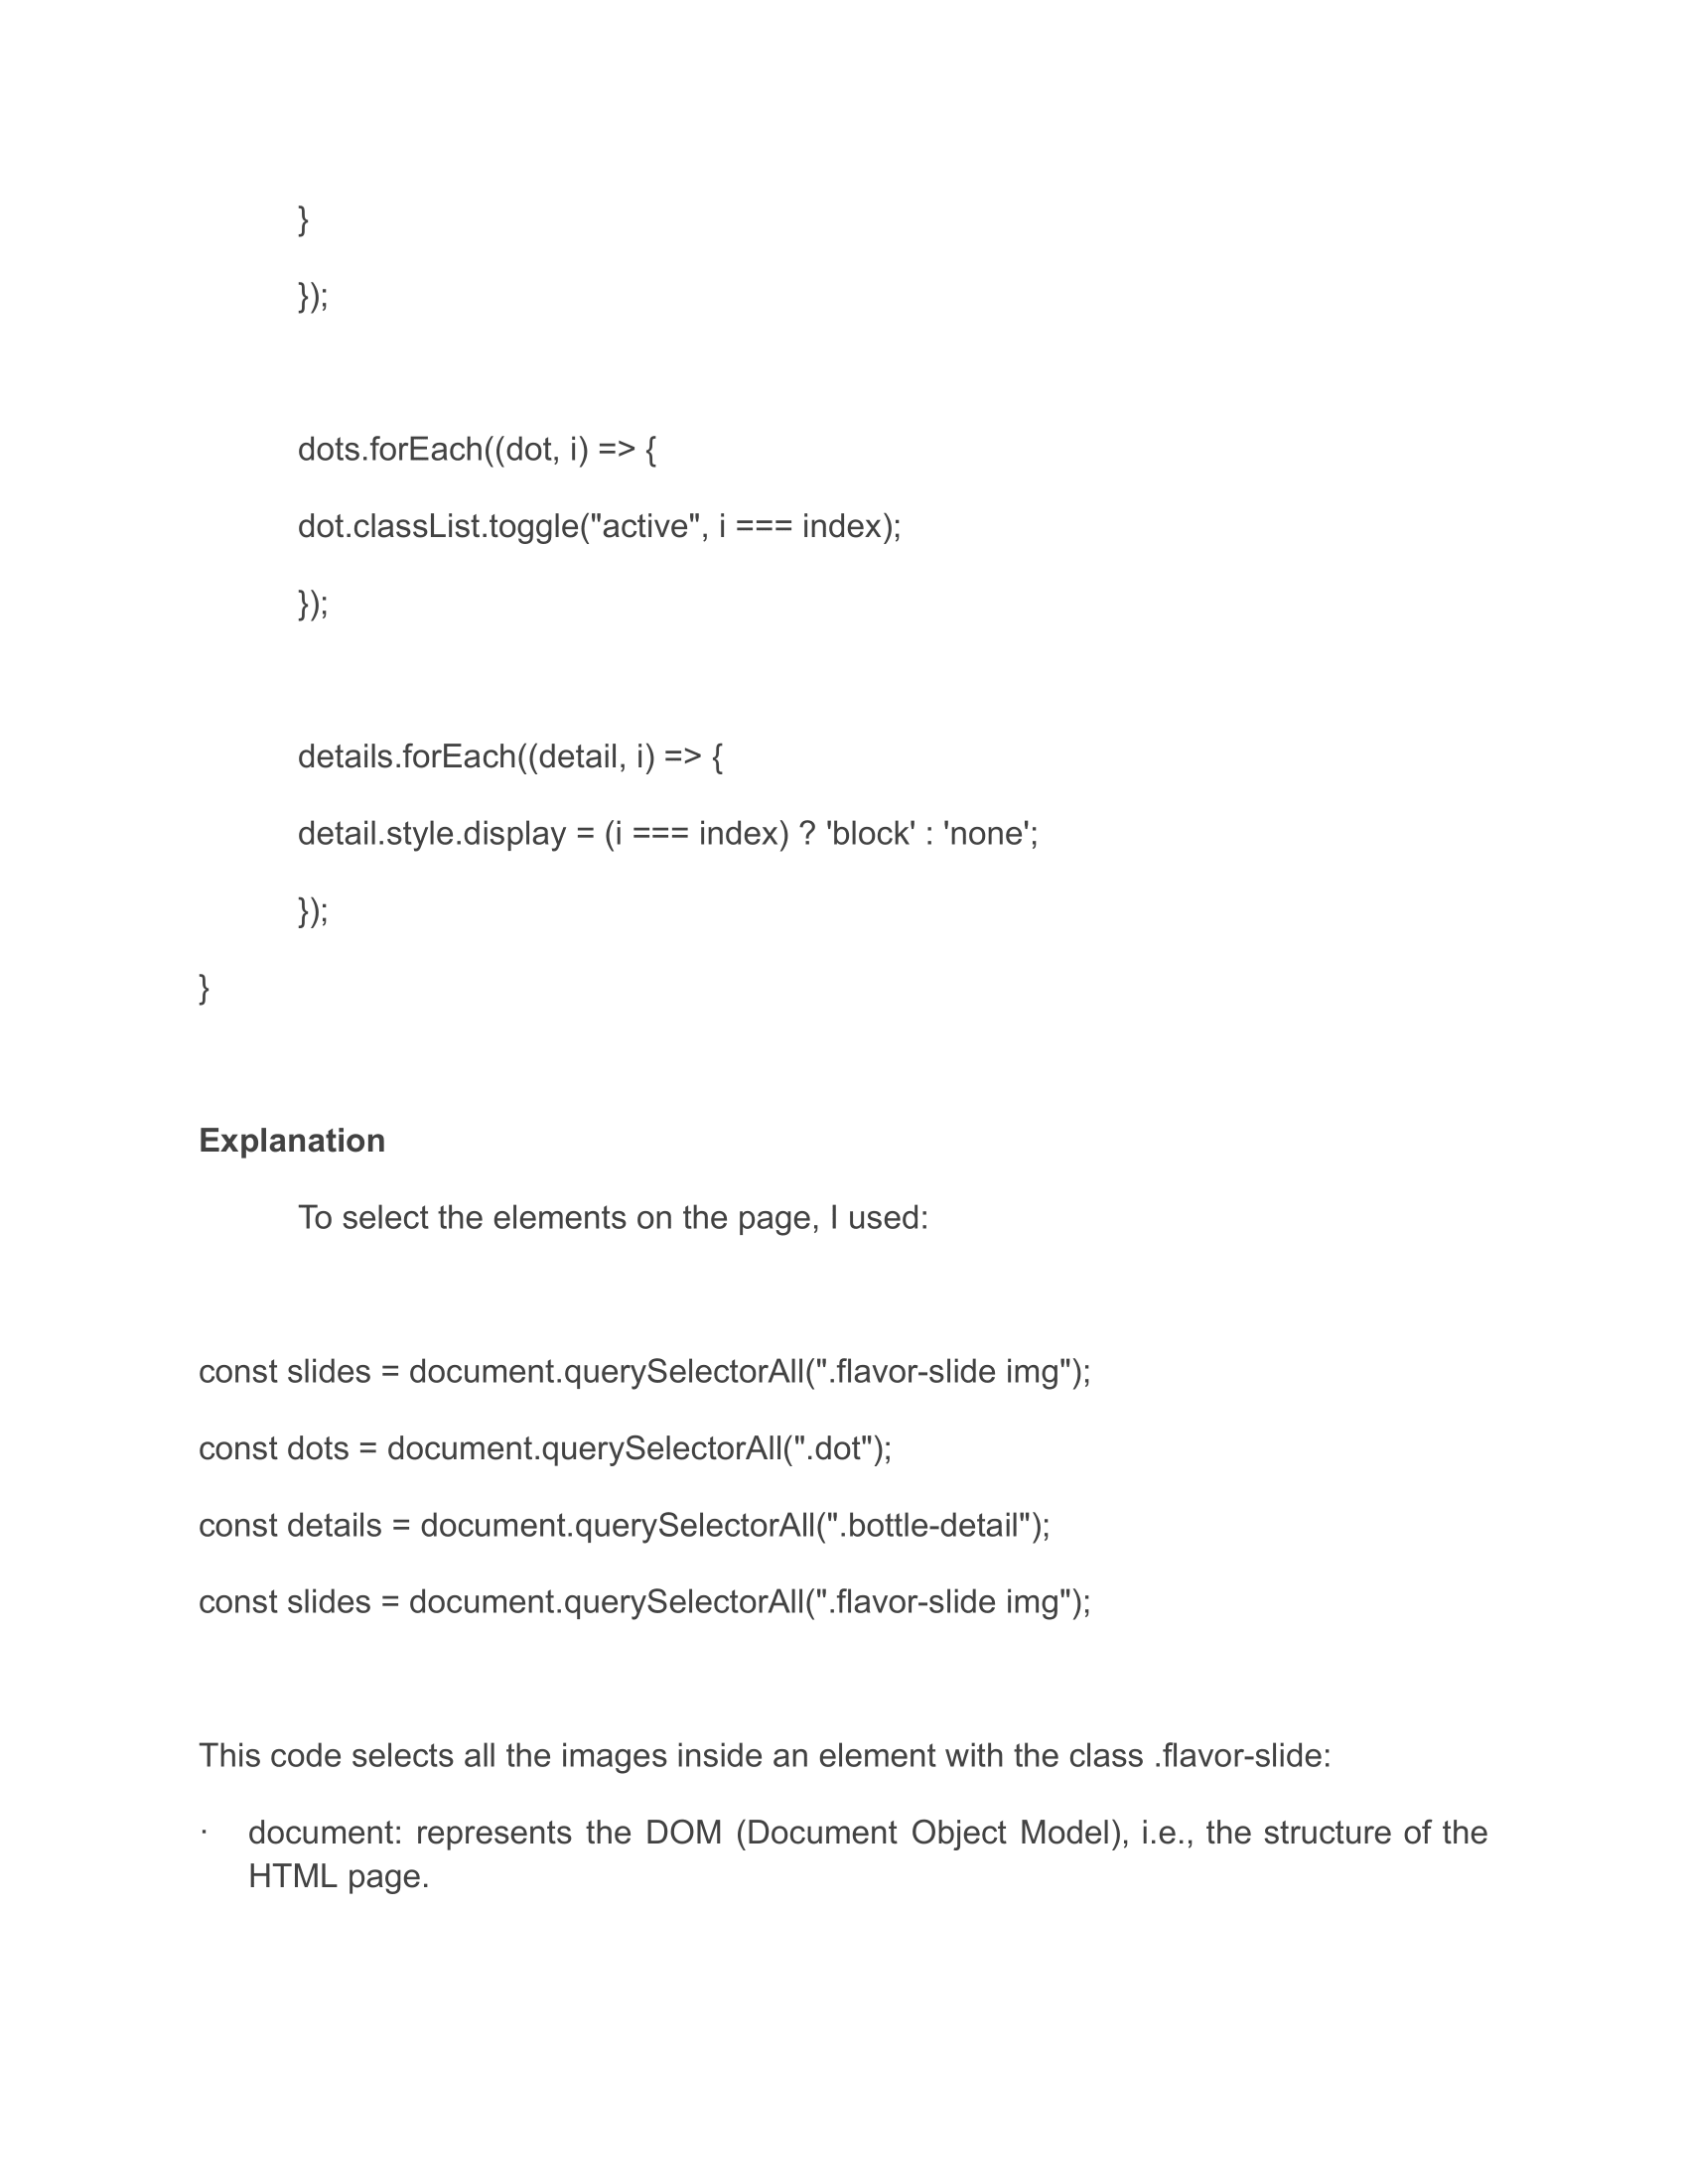 }
});
dots.forEach((dot, i) => {
dot.classList.toggle("active", i === index);
});
details.forEach((detail, i) => {
detail.style.display = (i === index) ? 'block' : 'none';
});
}
Explanation
To select the elements on the page, I used:
const slides = document.querySelectorAll(".flavor-slide img");
const dots = document.querySelectorAll(".dot");
const details = document.querySelectorAll(".bottle-detail");
const slides = document.querySelectorAll(".flavor-slide img");
This code selects all the images inside an element with the class .flavor-slide:
· document: represents the DOM (Document Object Model), i.e., the structure of the
HTML page.